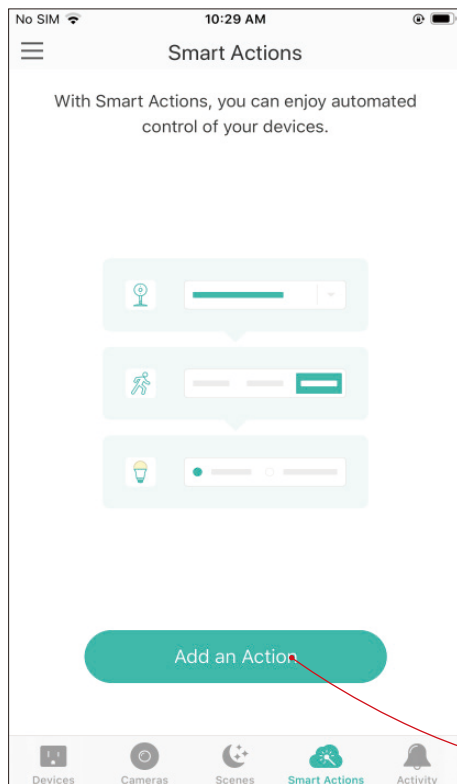 No SIM 10:29 AM
Smart Actions
With Smart Actions, you can enjoy automated
control of your devices.
Add an Action
Devices Cameras Scenes Smart Actions Activity